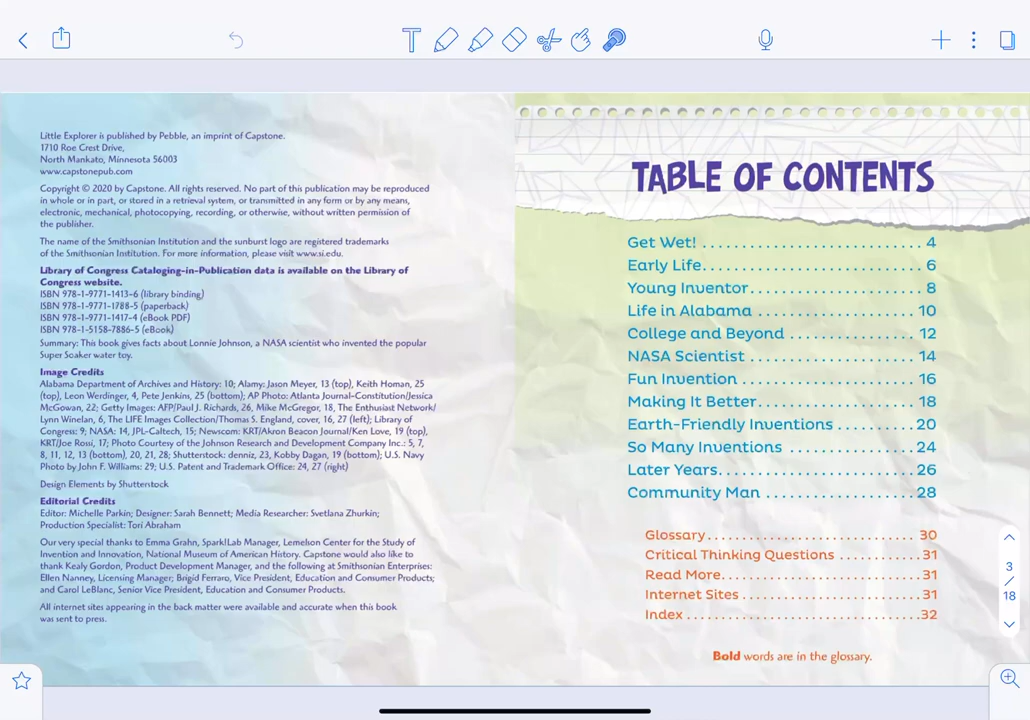 Little Explorer is published by Pebble, an imprint of Capstone.
1710 Roe Crest Drive,
North Mankato, Minnesota 56003
www.capstonepub.com
Copyright © 2020 by Capstone. All rights reserved. No part of this publication may be reproduced
in whole or in part, or stored in a retrieval system, or transmitted in any form or by any means,
electronic, mechanical, photocopying, recording, or otherwise, without written permission of
the publisher.
The name of the Smithsonian Institution and the sunburst logo are registered trademarks
of the Smithsonian Institution. For more information, please visit www.si.edu.
Library of Congress Cataloging-in-Publication data is available on the Library of
Congress website.
ISBN 978-1-9771-1413-6 (library binding)
ISBN 978-1-9771-1788-5 (paperback)
ISBN 978-1-9771-1417-4 (eBook PDF)
ISBN 978-1-5158-7886-5 (eBook)
Summary: This book gives facts about Lonnie Johnson, a NASA scientist who invented the popular
Super Soaker water toy.
Image Credits
Alabama Department of Archives and History: 10; Alamy: Jason Meyer, 13 (top), Keith Homan, 25
(top), Leon Werdinger, 4, Pete Jenkins, 25 (bottom); AP Photo: Atlanta Journal-Constitution/Jessica
McGowan, 22; Getty Images: AFP/Paul J. Richards, 26, Mike McGregor, 18, The Enthusiast Network/
Lynn Winelan, 6, The LIFE Images Collection/Thomas S. England, cover, 16, 27 (left); Library of
Congress: 9; NASA: 14, JPL-Caltech, 15; Newscom: KRT/Akron Beacon Journal/Ken Love, 19 (top),
KRT/Joe Rossi, 17; Photo Courtesy of the Johnson Research and Development Company Inc.: 5, 7,
8, 11, 12, 13 (bottom), 20, 21, 28; Shutterstock: denniz, 23, Kobby Dagan, 19 (bottom); U.S. Navy
Photo by John F. Williams: 29; U.S. Patent and Trademark Office: 24, 27 (right)
Design Elements by Shutterstock
Editorial Credits
Editor: Michelle Parkin; Designer: Sarah Bennett; Media Researcher: Svetlana Zhurkin;
Production Specialist: Tori Abraham
Our very special thanks to Emma Grahn, Spark!Lab Manager, Lemelson Center for the Study of
Invention and Innovation, National Museum of American History. Capstone would also like to
thank Kealy Gordon, Product Development Manager, and the following at Smithsonian Enterprises:
Ellen Nanney, Licensing Manager; Brigid Ferraro, Vice President, Education and Consumer Products;
and Carol LeBlanc, Senior Vice President, Education and Consumer Products.
All internet sites appearing in the back matter were available and accurate when this book
was sent to press.
TABLE OF CONTENTS
Get Wet! . . . . . . . . . . . . . . . . . . . . . . . . . . . 4
Early Life. . . . . . . . . . . . . . . . . . . . . . . . . . . 6
Young Inventor. . . . . . . . . . . . . . . . . . . . . . 8
Life in Alabama . . . . . . . . . . . . . . . . . . . . 10
College and Beyond . . . . . . . . . . . . . . . . 12
NASA Scientist . . . . . . . . . . . . . . . . . . . . . 14
Fun Invention . . . . . . . . . . . . . . . . . . . . . . 16
Making It Better. . . . . . . . . . . . . . . . . . . . 18
Earth-Friendly Inventions . . . . . . . . . . 20
So Many Inventions . . . . . . . . . . . . . . . . 24
Later Years. . . . . . . . . . . . . . . . . . . . . . . . . 26
Community Man . . . . . . . . . . . . . . . . . . . 28
Glossary. . . . . . . . . . . . . . . . . . . . . . . . . . 30
Critical Thinking Questions . . . . . . . . . . 31
Read More. . . . . . . . . . . . . . . . . . . . . . . . 31
Internet Sites . . . . . . . . . . . . . . . . . . . . . 31
Index . . . . . . . . . . . . . . . . . . . . . . . . . . . .32
Bold words are in the glossary.
3
/
18